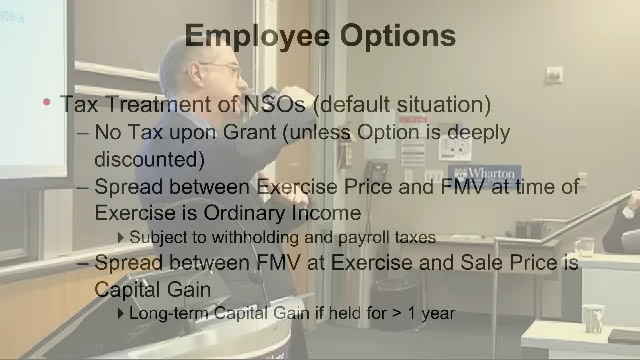 Employee Options
• Tax Treatment of NSOs (default situation)
– No Tax upon Grant (unless Option is deeply
discounted)
– Spread between Exercise Price and FMV at time of
Exercise is Ordinary Income
Subject to withholding and payroll taxes
– Spread between FMV at Exercise and Sale Price is
Capital Gain
Long-term Capital Gain if held for > 1 year
Wharton